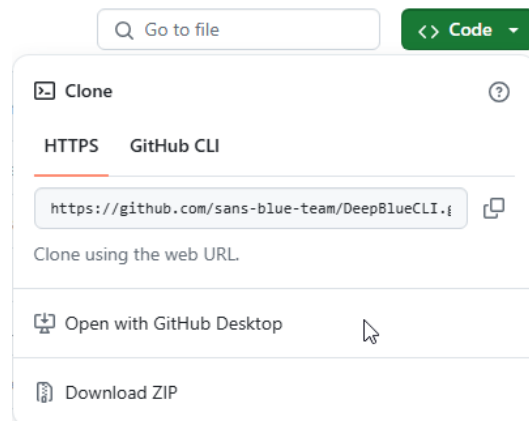 Go to file
<> Code
Clone
HTTPS GitHub CLI
https://github.com/sans-blue-team/DeepBlueCLI.g
Clone using the web URL.
Open with GitHub Desktop
Download ZIP